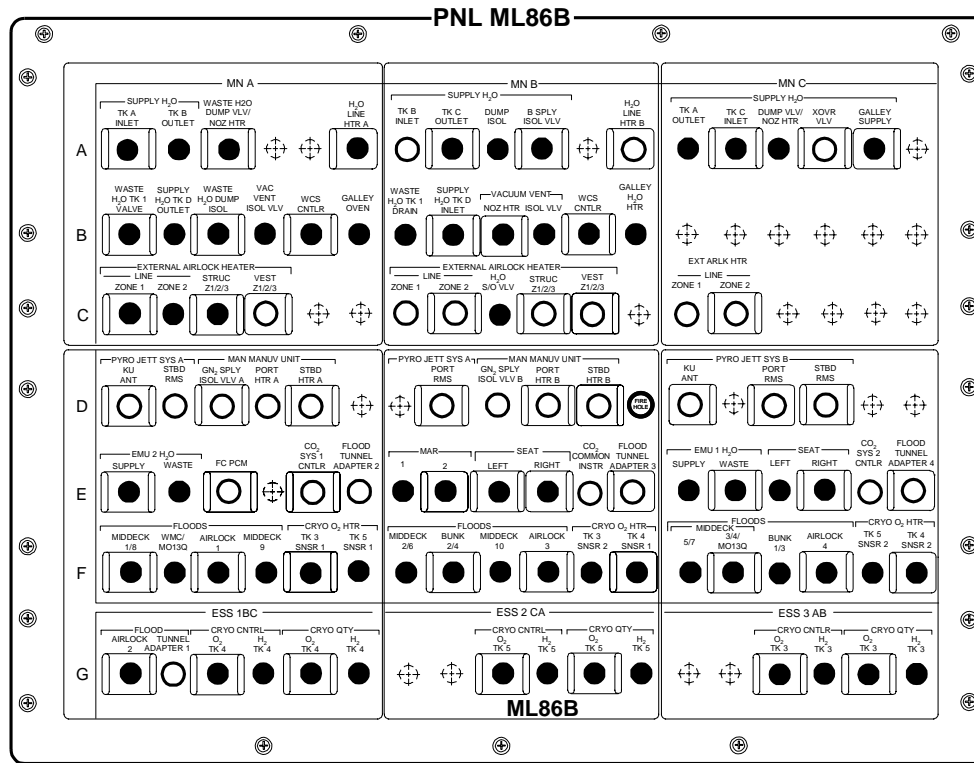 PNL ML86B
MN A
MN B
MN C
SUPPLY H2O
TK A INLET
TK B OUTLET
WASTE H2O DUMP VLV/ NOZ HTR
H2O LINE HTR A
SUPPLY H2O
TK B INLET
TK C OUTLET
DUMP ISOL
B SPLY ISOL VLV
H2O LINE HTR B
SUPPLY H2O
TK A OUTLET
TK C INLET
DUMP VLV/ NOZ HTR
XOVR VLV
GALLEY SUPPLY
A
WASTE H2O TK 1 VALVE
SUPPLY H2O TK D OUTLET
WASTE H2O DUMP ISOL
VAC VENT ISOL VLV
WCS CNTLR
GALLEY OVEN
WASTE H2O TK 1 DRAIN
SUPPLY H2O TK D INLET
VACUUM VENT
NOZ HTR
ISOL VLV
WCS CNTLR
GALLEY H2O HTR
B
EXTERNAL AIRLOCK HEATER
LINE
ZONE 1
ZONE 2
STRUC Z1/2/3
VEST Z1/2/3
EXTERNAL AIRLOCK HEATER
LINE
ZONE 1
ZONE 2
H2O S/O VLV
STRUC Z1/2/3
VEST Z1/2/3
EXT ARLK HTR
LINE
ZONE 1
ZONE 2
C
PYRO JETT SYS A
KU ANT
STBD RMS
MAN MANUV UNIT
GN2 SPLY ISOL VLV A
PORT HTR A
STBD HTR A
PYRO JETT SYS A
PORT RMS
MAN MANUV UNIT
GN2 SPLY ISOL VLV B
PORT HTR B
STBD HTR B
FIRE HOLE
PYRO JETT SYS B
KU ANT
PORT RMS
STBD RMS
D
EMU 2 H2O
SUPPLY
WASTE
FC PCM
CO2 SYS 1 CNTLR
FLOOD TUNNEL ADAPTER 2
MAR
1
2
SEAT
LEFT
RIGHT
CO2 COMMON INSTR
FLOOD TUNNEL ADAPTER 3
EMU 1 H2O
SUPPLY
WASTE
SEAT
LEFT
RIGHT
CO2 SYS 2 CNTLR
FLOOD TUNNEL ADAPTER 4
E
FLOODS
MIDDECK 1/8
WMC/ MO13Q
AIRLOCK 1
MIDDECK 9
CRYO O2 HTR
TK 3 SNSR 1
TK 5 SNSR 1
FLOODS
MIDDECK 2/6
BUNK 2/4
MIDDECK 10
AIRLOCK 3
CRYO O2 HTR
TK 3 SNSR 2
TK 4 SNSR 1
FLOODS
MIDDECK
5/7
3/4/ MO13Q
BUNK 1/3
AIRLOCK 4
CRYO O2 HTR
TK 5 SNSR 2
TK 4 SNSR 2
F
ESS 1BC
ESS 2 CA
ESS 3 AB
FLOOD
AIRLOCK 2
TUNNEL ADAPTER 1
CRYO CNTRL
O2 TK 4
H2 TK 4
CRYO QTY
O2 TK 4
H2 TK 4
CRYO CNTRL
O2 TK 5
H2 TK 5
CRYO QTY
O2 TK 5
H2 TK 5
CRYO CNTLR
O2 TK 3
H2 TK 3
CRYO QTY
O2 TK 3
H2 TK 3
G
ML86B